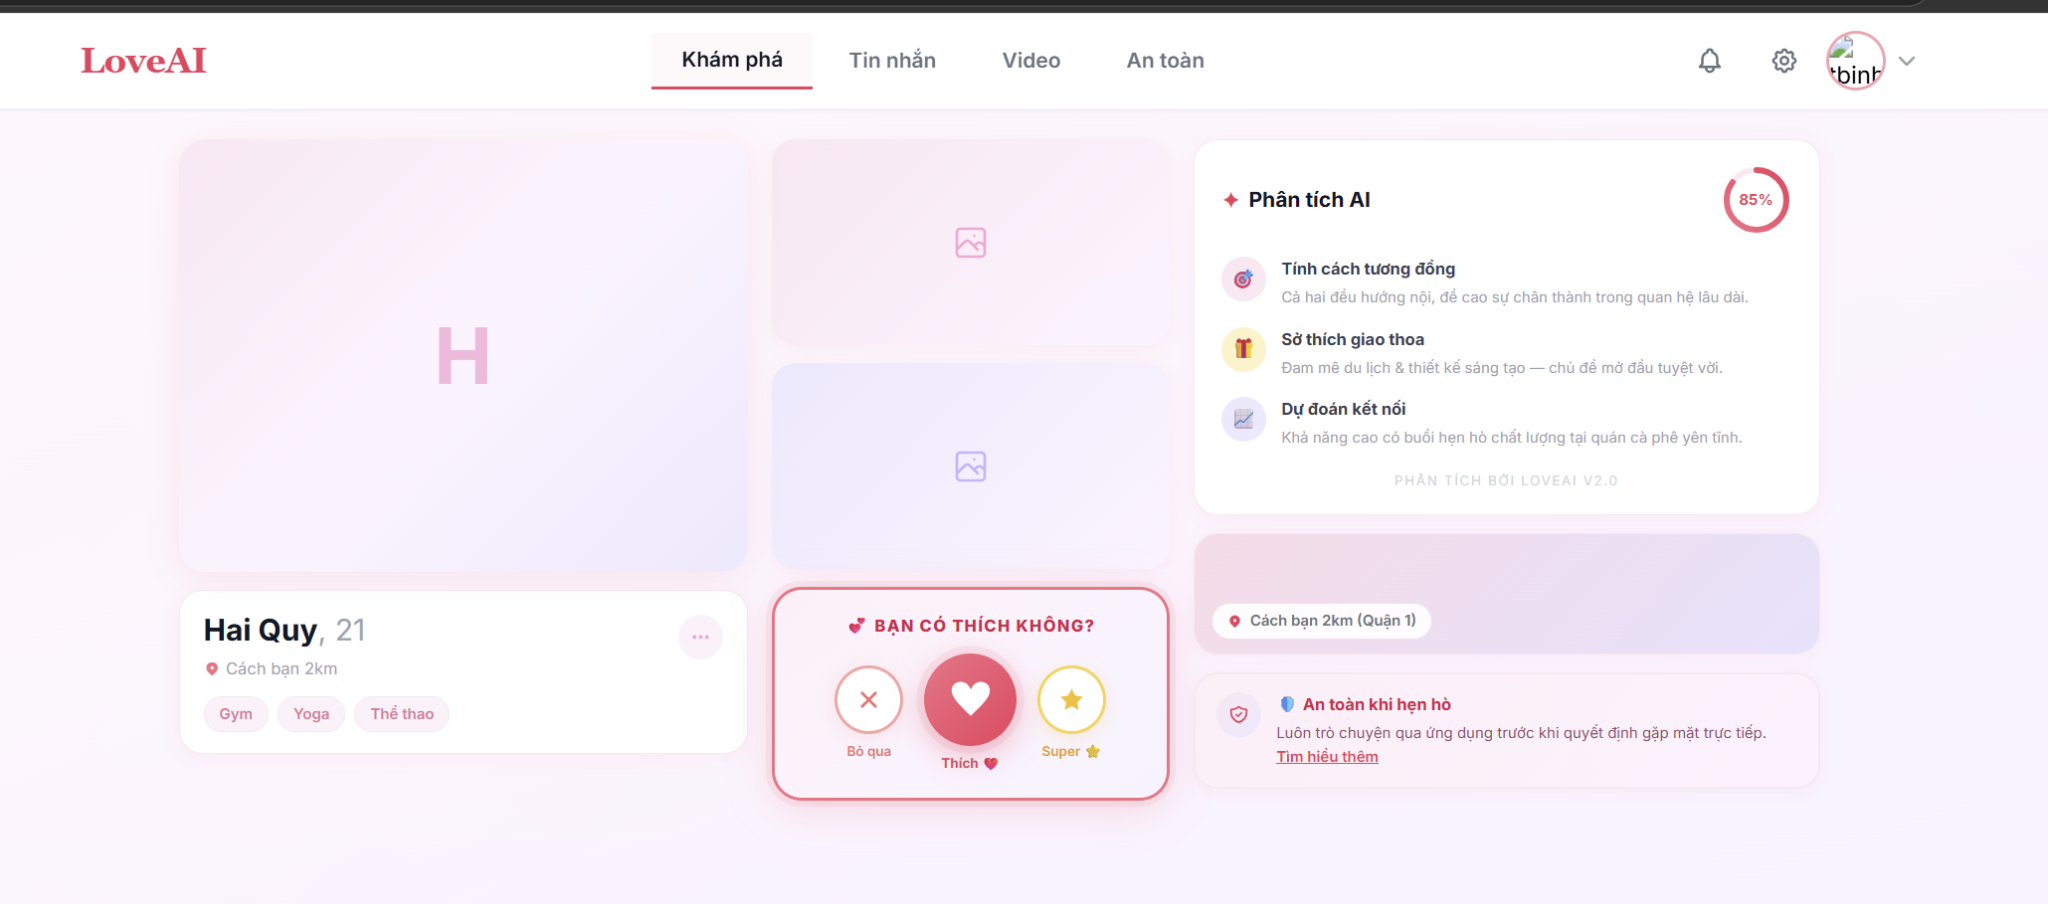 LoveAI
Khám phá
Tin nhắn
Video
An toàn
tbinh
H
Hai Quy, 21
Cách bạn 2km
Gym
Yoga
Thể thao
BẠN CÓ THÍCH KHÔNG?
Bỏ qua
Thích
Super
Phân tích AI
85%
Tính cách tương đồng
Cả hai đều hướng nội, đề cao sự chân thành trong quan hệ lâu dài.
Sở thích giao thoa
Đam mê du lịch & thiết kế sáng tạo — chủ đề mở đầu tuyệt vời.
Dự đoán kết nối
Khả năng cao có buổi hẹn hò chất lượng tại quán cà phê yên tĩnh.
PHÂN TÍCH BỞI LOVEAI V2.0
Cách bạn 2km (Quận 1)
An toàn khi hẹn hò
Luôn trò chuyện qua ứng dụng trước khi quyết định gặp mặt trực tiếp.
Tìm hiểu thêm